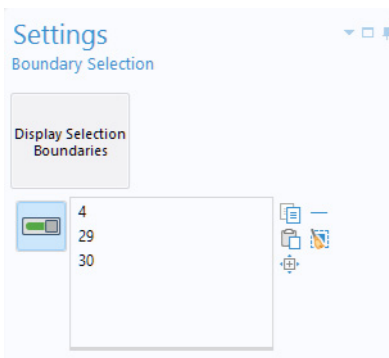 Settings
Boundary Selection
Display Selection
Boundaries
4
29
30